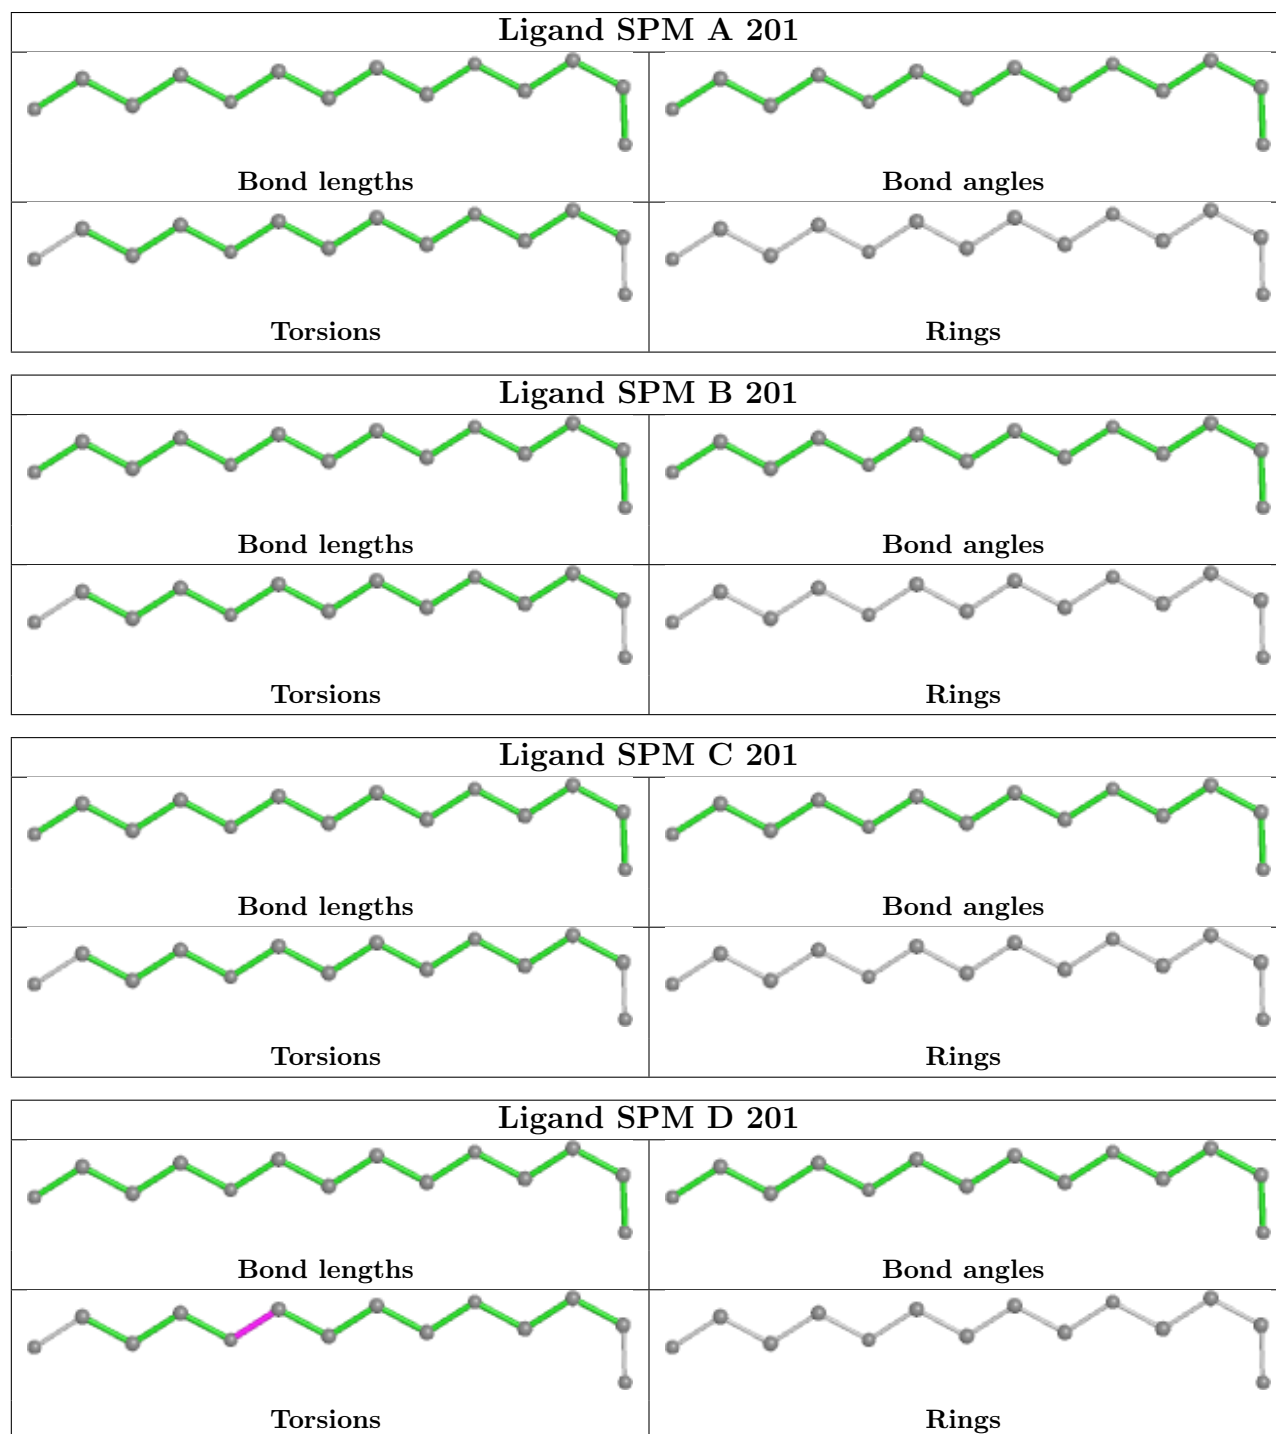 Ligand SPM A 201
Bond lengths Bond angles
Torsions Rings
Ligand SPM B 201
Bond lengths Bond angles
Torsions Rings
Ligand SPM C 201
Bond lengths Bond angles
Torsions Rings
Ligand SPM D 201
Bond lengths Bond angles
Torsions Rings